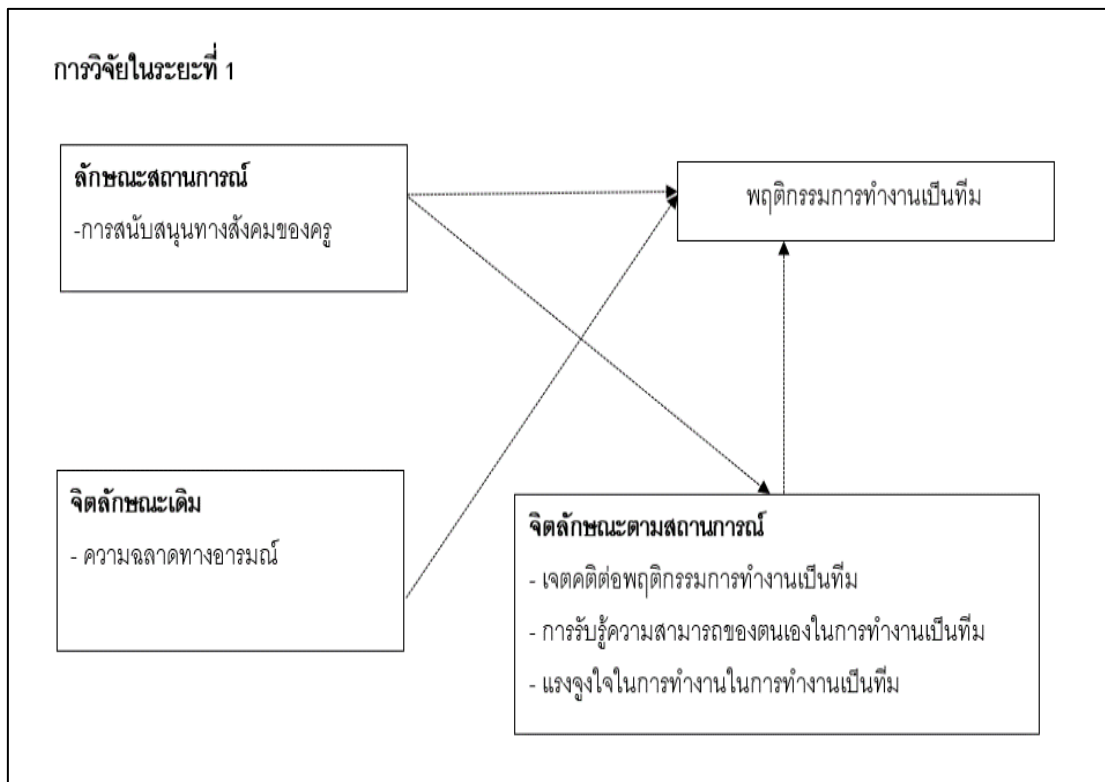 การวิจัยในระยะที่ 1
ลักษณะสถานการณ์
-การสนับสนุนทางสังคมของครู
พฤติกรรมการทำงานเป็นทีม
จิตลักษณะเดิม
- ความฉลาดทางอารมณ์
จิตลักษณะตามสถานการณ์
- เจตคติต่อพฤติกรรมการทำงานเป็นทีม
- การรับรู้ความสามารถของตนเองในการทำงานเป็นทีม
- แรงจูงใจในการทำงานในการทำงานเป็นทีม